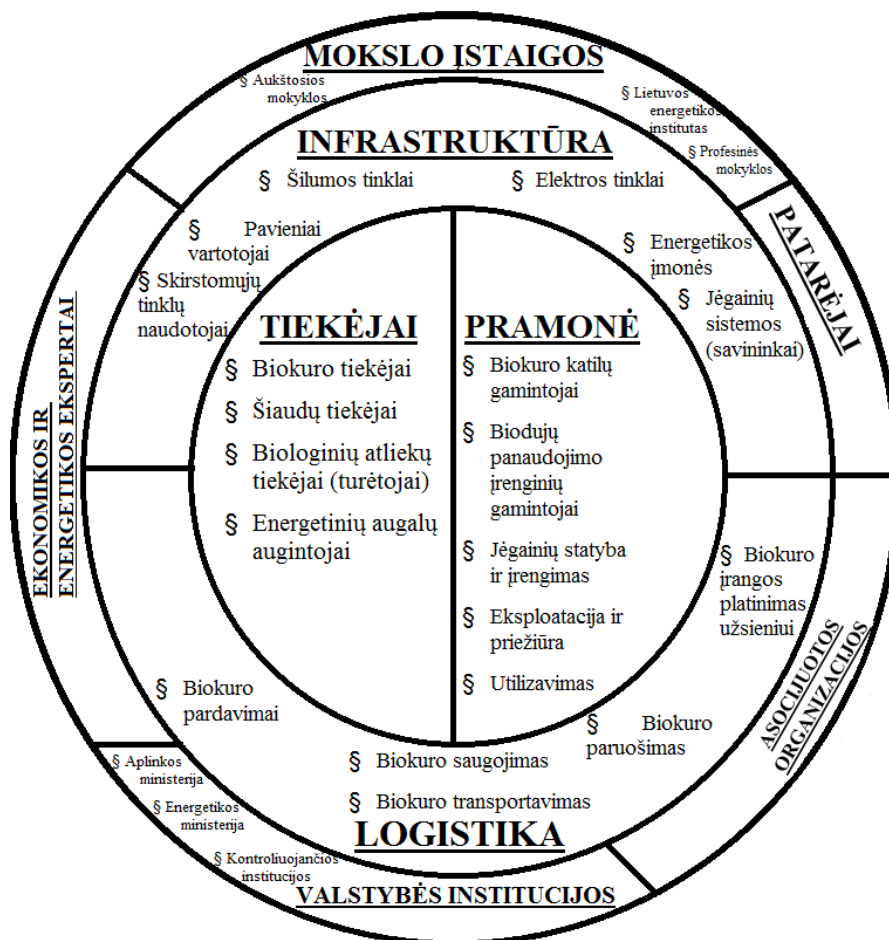 MOKSLO ĮSTAIGOS
§ Aukštosios
mokyklos
§ Lietuvos
energetikos
institutas
§ Profesinės
mokyklos
INFRASTRUKTŪRA
§ Šilumos tinklai
§ Elektros tinklai
§ Pavieniai
vartotojai
§ Skirstomųjų
tinklų
naudotojai
§ Energetikos
įmonės
§ Jėgainių
sistemos
(savininkai)
PATARĖJAI
EKONOMIKOS IR
ENERGETIKOS EKSPERTAI
TIEKĖJAI
§ Biokuro tiekėjai
§ Šiaudų tiekėjai
§ Biologinių atliekų
tiekėjai (turėtojai)
§ Energetinių augalų
augintojai
PRAMONĖ
§ Biokuro katilų
gamintojai
§ Biodujų
panaudojimo
įrenginių
gamintojai
§ Jėgainių statyba
ir įrengimas
§ Eksploatacija ir
priežiūra
§ Utilizavimas
§ Biokuro
įrangos
platinimas
užsieniui
ASOCIJUOTOS
ORGANIZACIJOS
§ Biokuro
pardavimai
§ Biokuro
paruošimas
§ Biokuro saugojimas
§ Biokuro transportavimas
LOGISTIKA
§ Aplinkos
ministerija
§ Energetikos
ministerija
§ Kontroliuojančios
institucijos
VALSTYBĖS INSTITUCIJOS